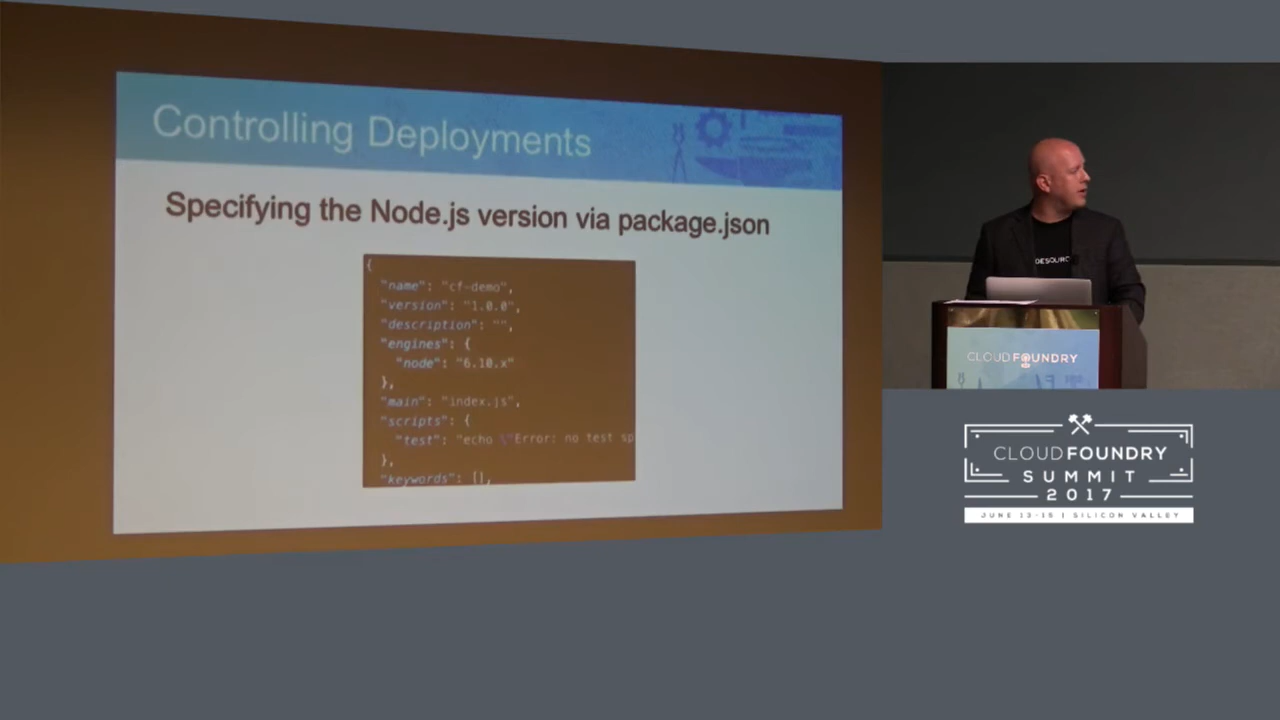 Controlling Deployments
Specifying the Node.js version via package.json
{
"name": "cf-demo",
"version": "1.0.0",
"description": "",
"engines": {
"node": "6.10.x"
},
"main": "index.js",
"scripts": {
"test": "echo \"Error: no test sp
},
"keywords": [],
DESOURC
CLOUD FOUNDRY
CLOUD FOUNDRY
SUMMIT
2017
JUNE 13-15 | SILICON VALLEY